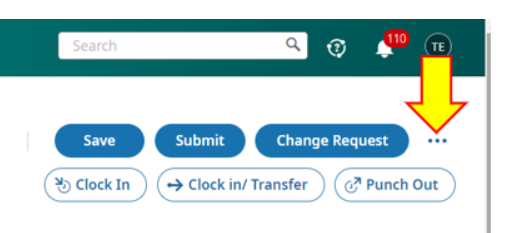 Search 110 TE
Save Submit Change Request ...
Clock In Clock in/ Transfer Punch Out